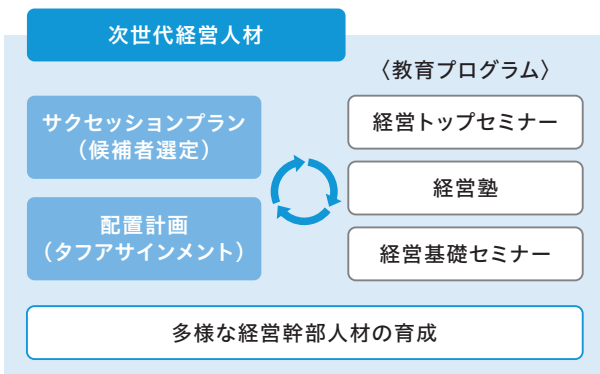 次世代経営人材
〈教育プログラム〉
サクセッションプラン
（候補者選定）
配置計画
（タフアサインメント）
経営トップセミナー
経営塾
経営基礎セミナー
多様な経営幹部人材の育成